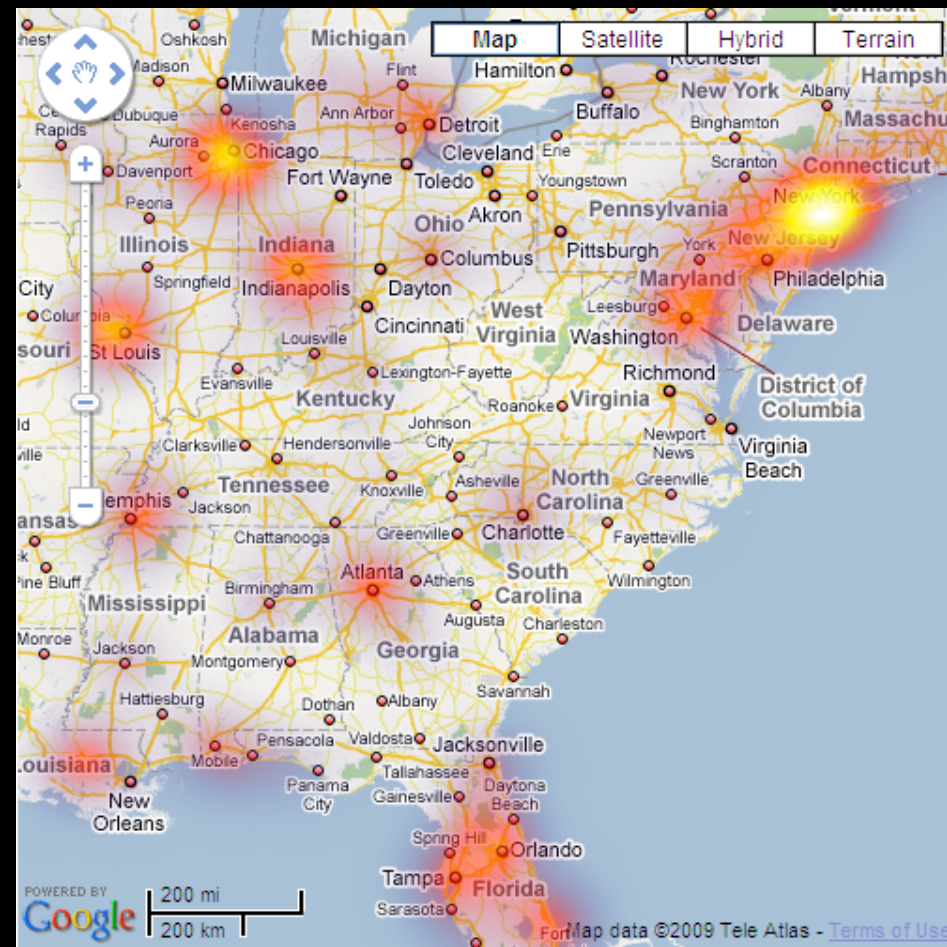 Map
Satellite
Hybrid
Terrain
Oshkosh
Michigan
Flint
Hamilton
Rochester
New York
Albany
Madison
Milwaukee
Buffalo
Dubuque
Kenosha
Ann Arbor
Detroit
Binghamton
Rapids
Aurora
Chicago
Cleveland
Erie
Scranton
Connecticut
Davenport
Fort Wayne
Toledo
Youngstown
New York
Peoria
Ohio
Akron
Pennsylvania
Illinois
Indiana
Pittsburgh
York
New Jersey
Springfield
Indianapolis
Columbus
Dayton
Maryland
Philadelphia
City
West
Virginia
Leesburg
Delaware
St Louis
Louisville
Cincinnati
Washington
Evansville
Lexington-Fayette
Richmond
District of
Columbia
Kentucky
Roanoke
Virginia
Johnson
City
Newport
News
Virginia
Beach
Clarksville
Hendersonville
Tennessee
Knoxville
Asheville
North
Carolina
Greenville
emphis
Jackson
Chattanooga
Greenville
Charlotte
Fayetteville
Pine Bluff
Birmingham
Atlanta
Athens
South
Carolina
Wilmington
Mississippi
Augusta
Charleston
Monroe
Jackson
Alabama
Montgomery
Georgia
Hattiesburg
Dothan
Albany
Savannah
Mobile
Pensacola
Valdosta
Jacksonville
ouisiana
Tallahassee
New
Orleans
Panama
City
Gainesville
Daytona
Beach
Spring Hill
Orlando
Tampa
Florida
Sarasota
POWERED BY
Google
200 mi
200 km
Fort
Map data ©2009 Tele Atlas - Terms of Use